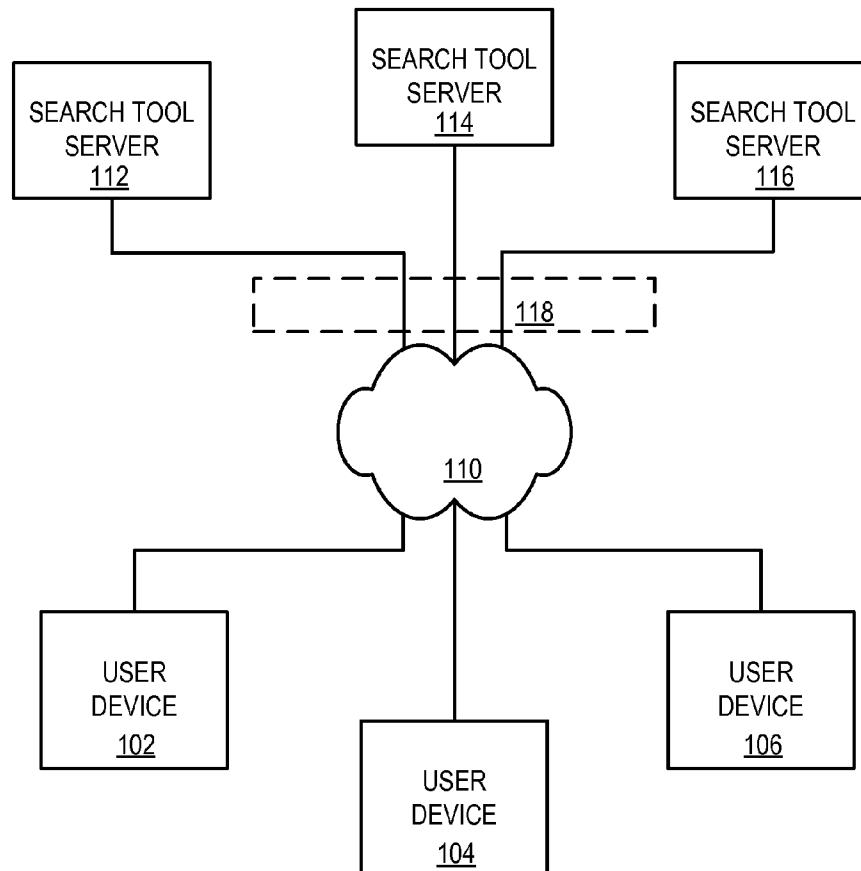 SEARCH TOOL
SERVER
112
SEARCH TOOL
SERVER
114
SEARCH TOOL
SERVER
116
118
110
USER
DEVICE
102
USER
DEVICE
104
USER
DEVICE
106